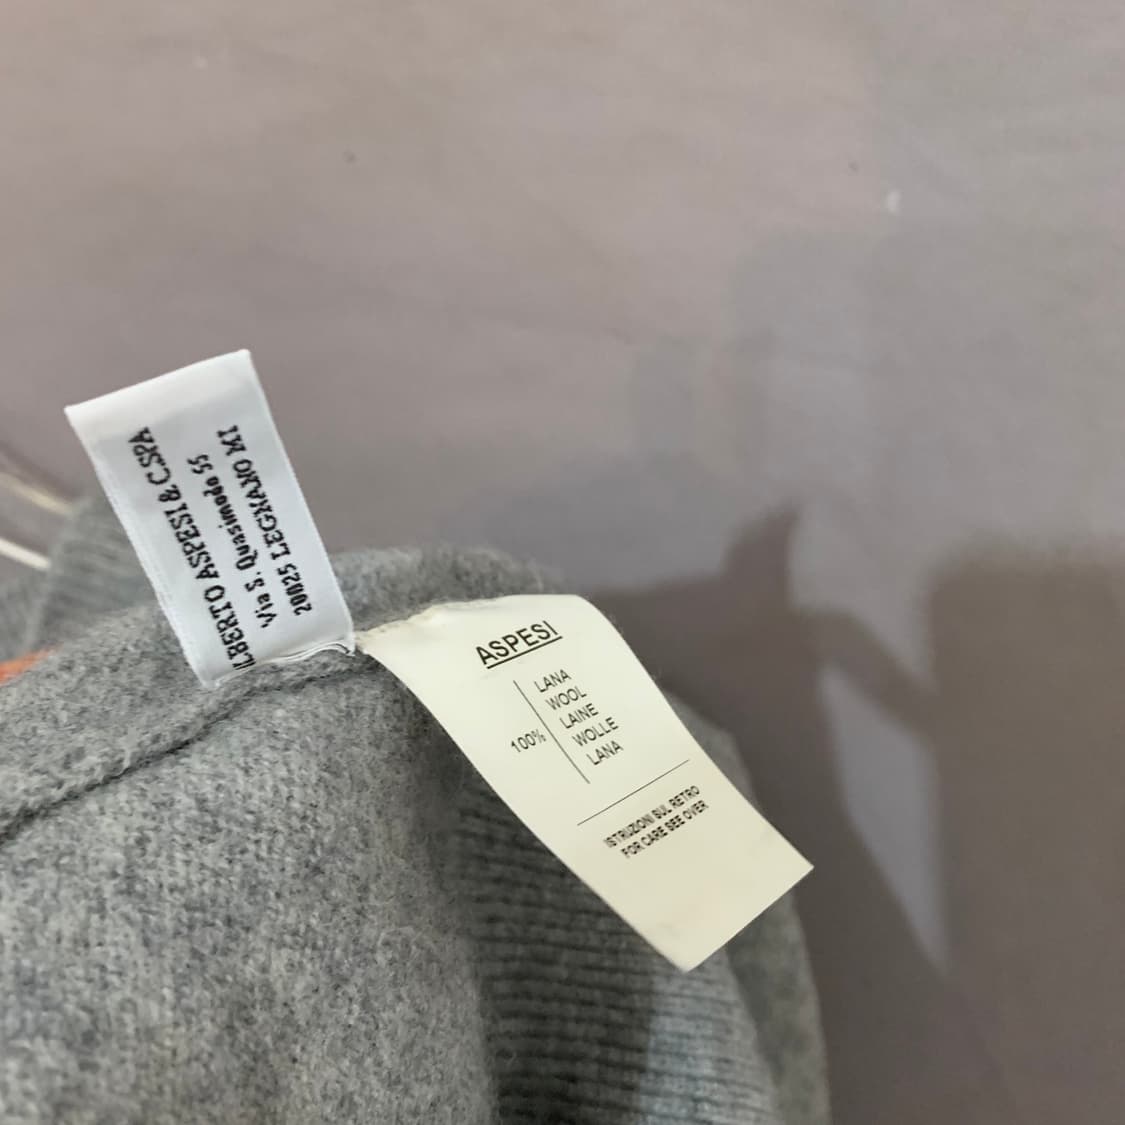 ALBERTO ASPESI & C.SPA
Via S. Quasimodo 55
20025 LEGNANO MI
ASPESI
100%
LANA
WOOL
LAINE
WOLLE
LANA
ISTRUZIONI SUL RETRO
FOR CARE SEE OVER